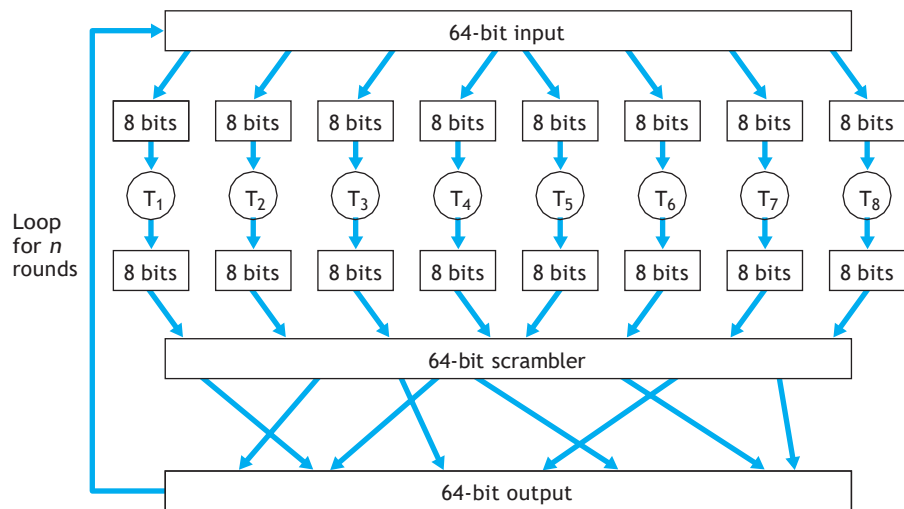 64-bit input
8 bits 8 bits 8 bits 8 bits 8 bits 8 bits 8 bits 8 bits
T1 T2 T3 T4 T5 T6 T7 T8
Loop
for n
rounds
8 bits 8 bits 8 bits 8 bits 8 bits 8 bits 8 bits 8 bits
64-bit scrambler
64-bit output